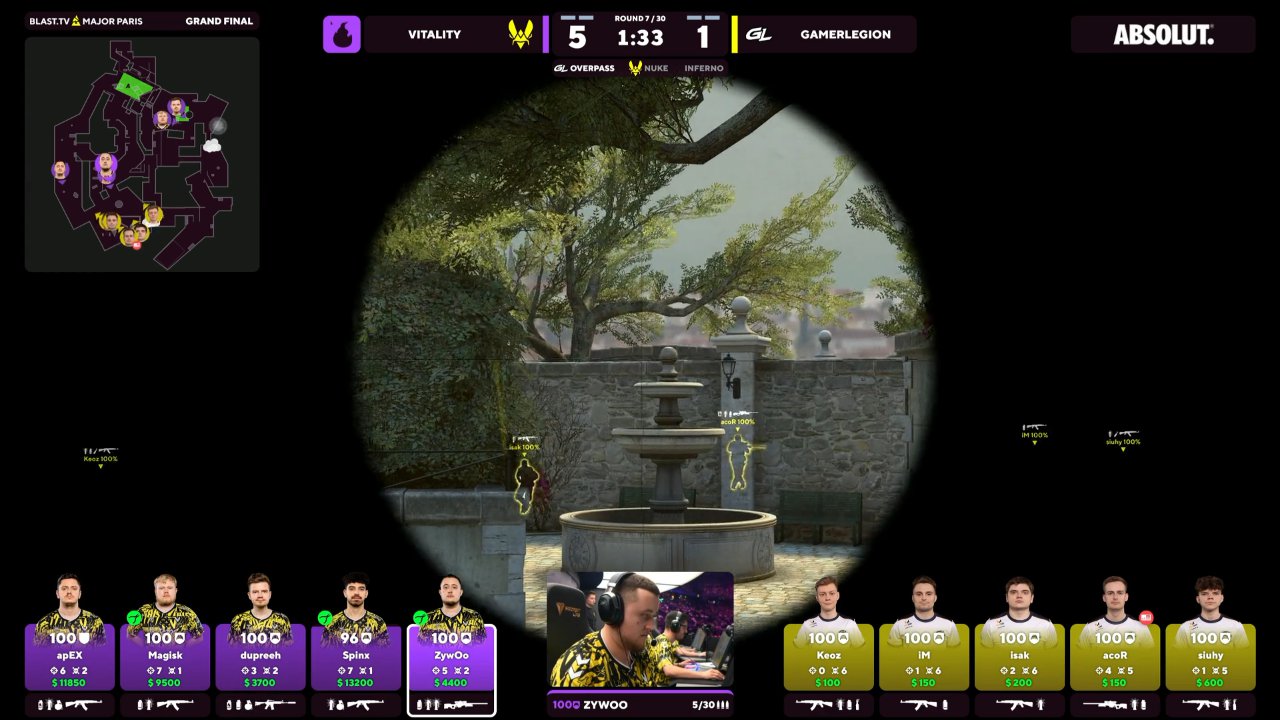 BLAST.TV MAJOR PARIS GRAND FINAL
VITALITY
5
ROUND 7 / 30
1:33
1
GL GAMERLEGION
ABSOLUT.
GL OVERPASS NUKE INFERNO
A
acoR 100%
isak 100%
Keoz 100%
iM 100%
siuhy 100%
100 apEX 6 2 $11850
100 Magisk 7 1 $9500
100 dupreeh 3 2 $3700
96 Spinx 7 1 $13200
100 ZywOo 5 2 $4400
100 ZYWOO 5/30
100 Keoz 0 6 $100
100 iM 1 6 $150
100 isak 2 6 $200
100 acoR 4 5 $150
100 siuhy 1 5 $600